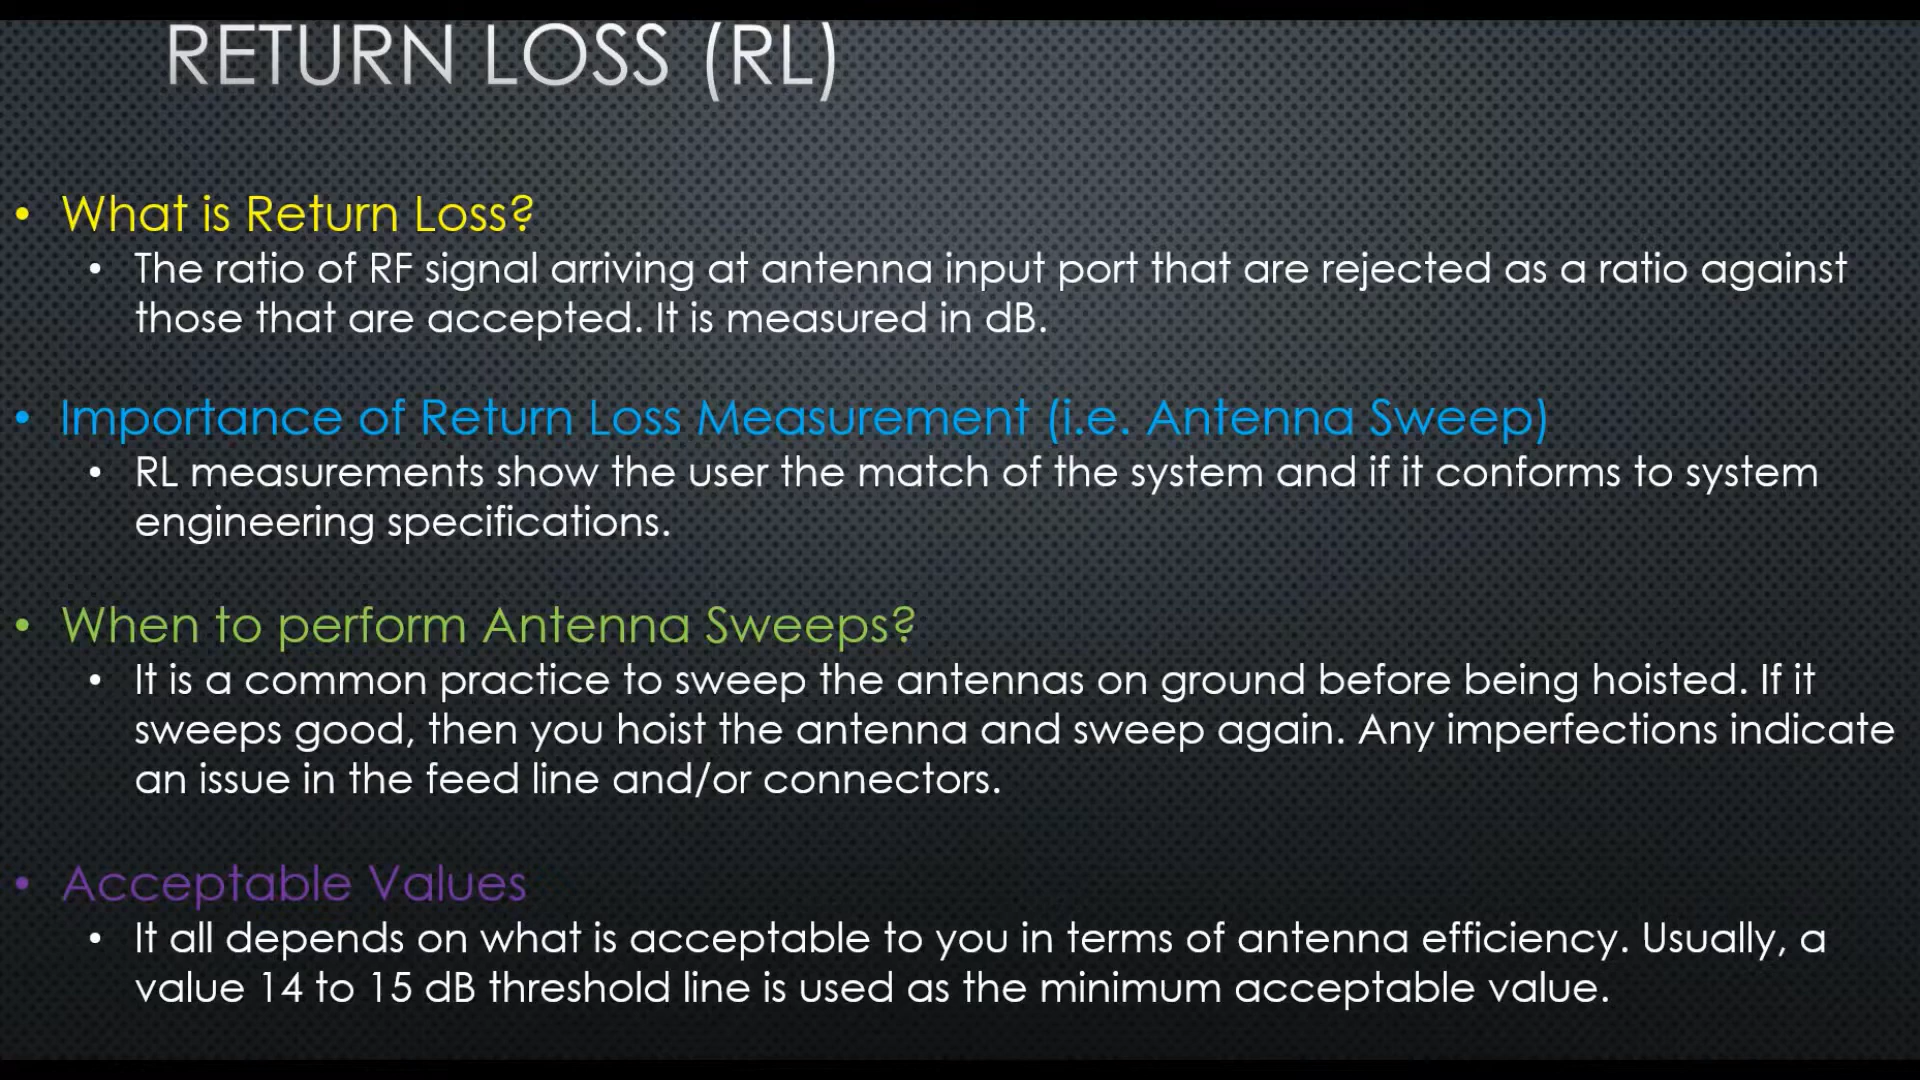 RETURN LOSS (RL)
• What is Return Loss?
• The ratio of RF signal arriving at antenna input port that are rejected as a ratio against
those that are accepted. It is measured in dB.
• Importance of Return Loss Measurement (i.e. Antenna Sweep)
• RL measurements show the user the match of the system and if it conforms to system
engineering specifications.
• When to perform Antenna Sweeps?
• It is a common practice to sweep the antennas on ground before being hoisted. If it
sweeps good, then you hoist the antenna and sweep again. Any imperfections indicate
an issue in the feed line and/or connectors.
• Acceptable Values
• It all depends on what is acceptable to you in terms of antenna efficiency. Usually, a
value 14 to 15 dB threshold line is used as the minimum acceptable value.